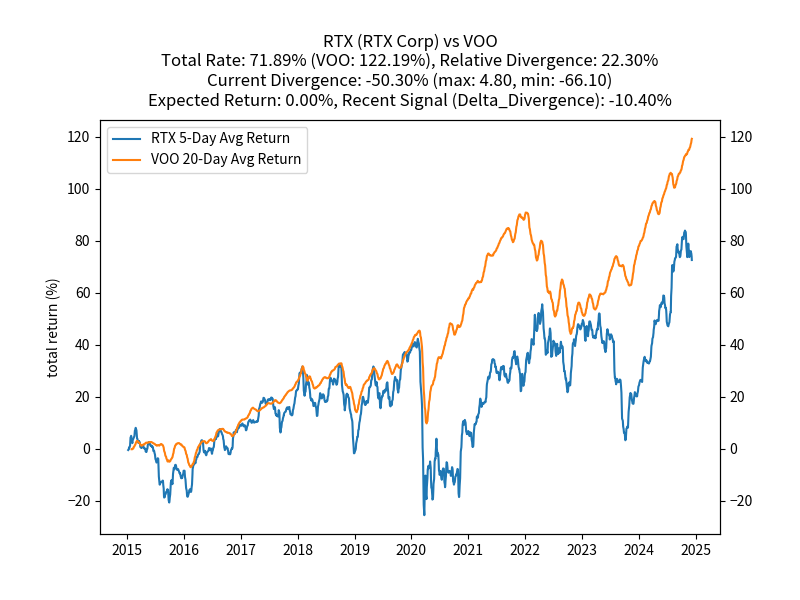 RTX (RTX Corp) vs VOO
Total Rate: 71.89% (VOO: 122.19%), Relative Divergence: 22.30%
Current Divergence: -50.30% (max: 4.80, min: -66.10)
Expected Return: 0.00%, Recent Signal (Delta_Divergence): -10.40%
RTX 5-Day Avg Return
VOO 20-Day Avg Return
total return (%)
120
100
80
60
40
20
0
−20
120
100
80
60
40
20
0
−20
2015 2016 2017 2018 2019 2020 2021 2022 2023 2024 2025